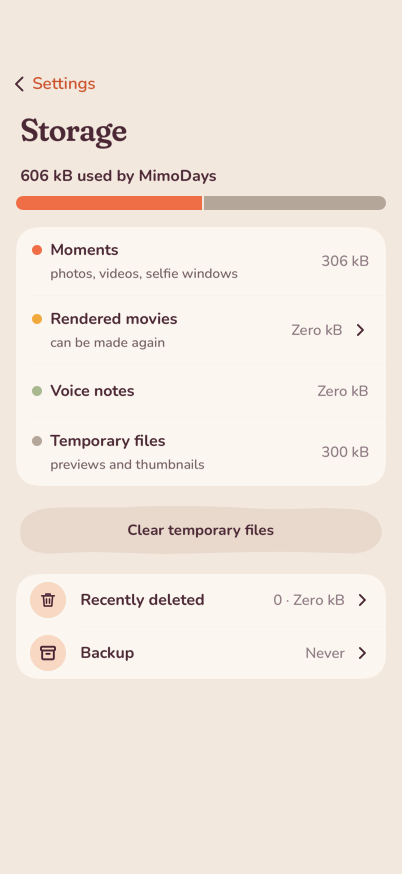 Settings
Storage
606 kB used by MimoDays
Moments
photos, videos, selfie windows
306 kB
Rendered movies
can be made again
Zero kB
Voice notes
Zero kB
Temporary files
previews and thumbnails
300 kB
Clear temporary files
Recently deleted
0 · Zero kB
Backup
Never